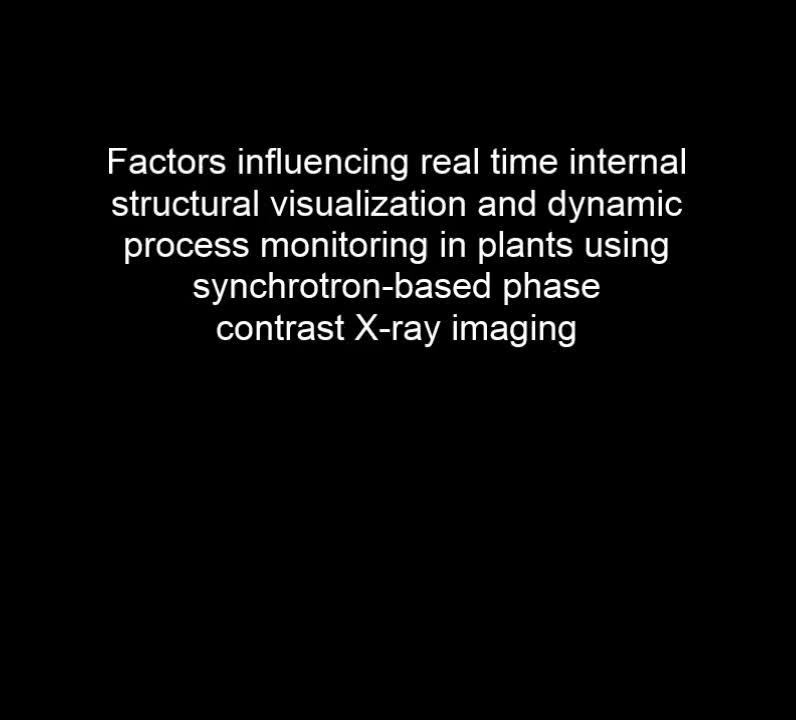 Factors influencing real time internal
structural visualization and dynamic
process monitoring in plants using
synchrotron-based phase
contrast X-ray imaging